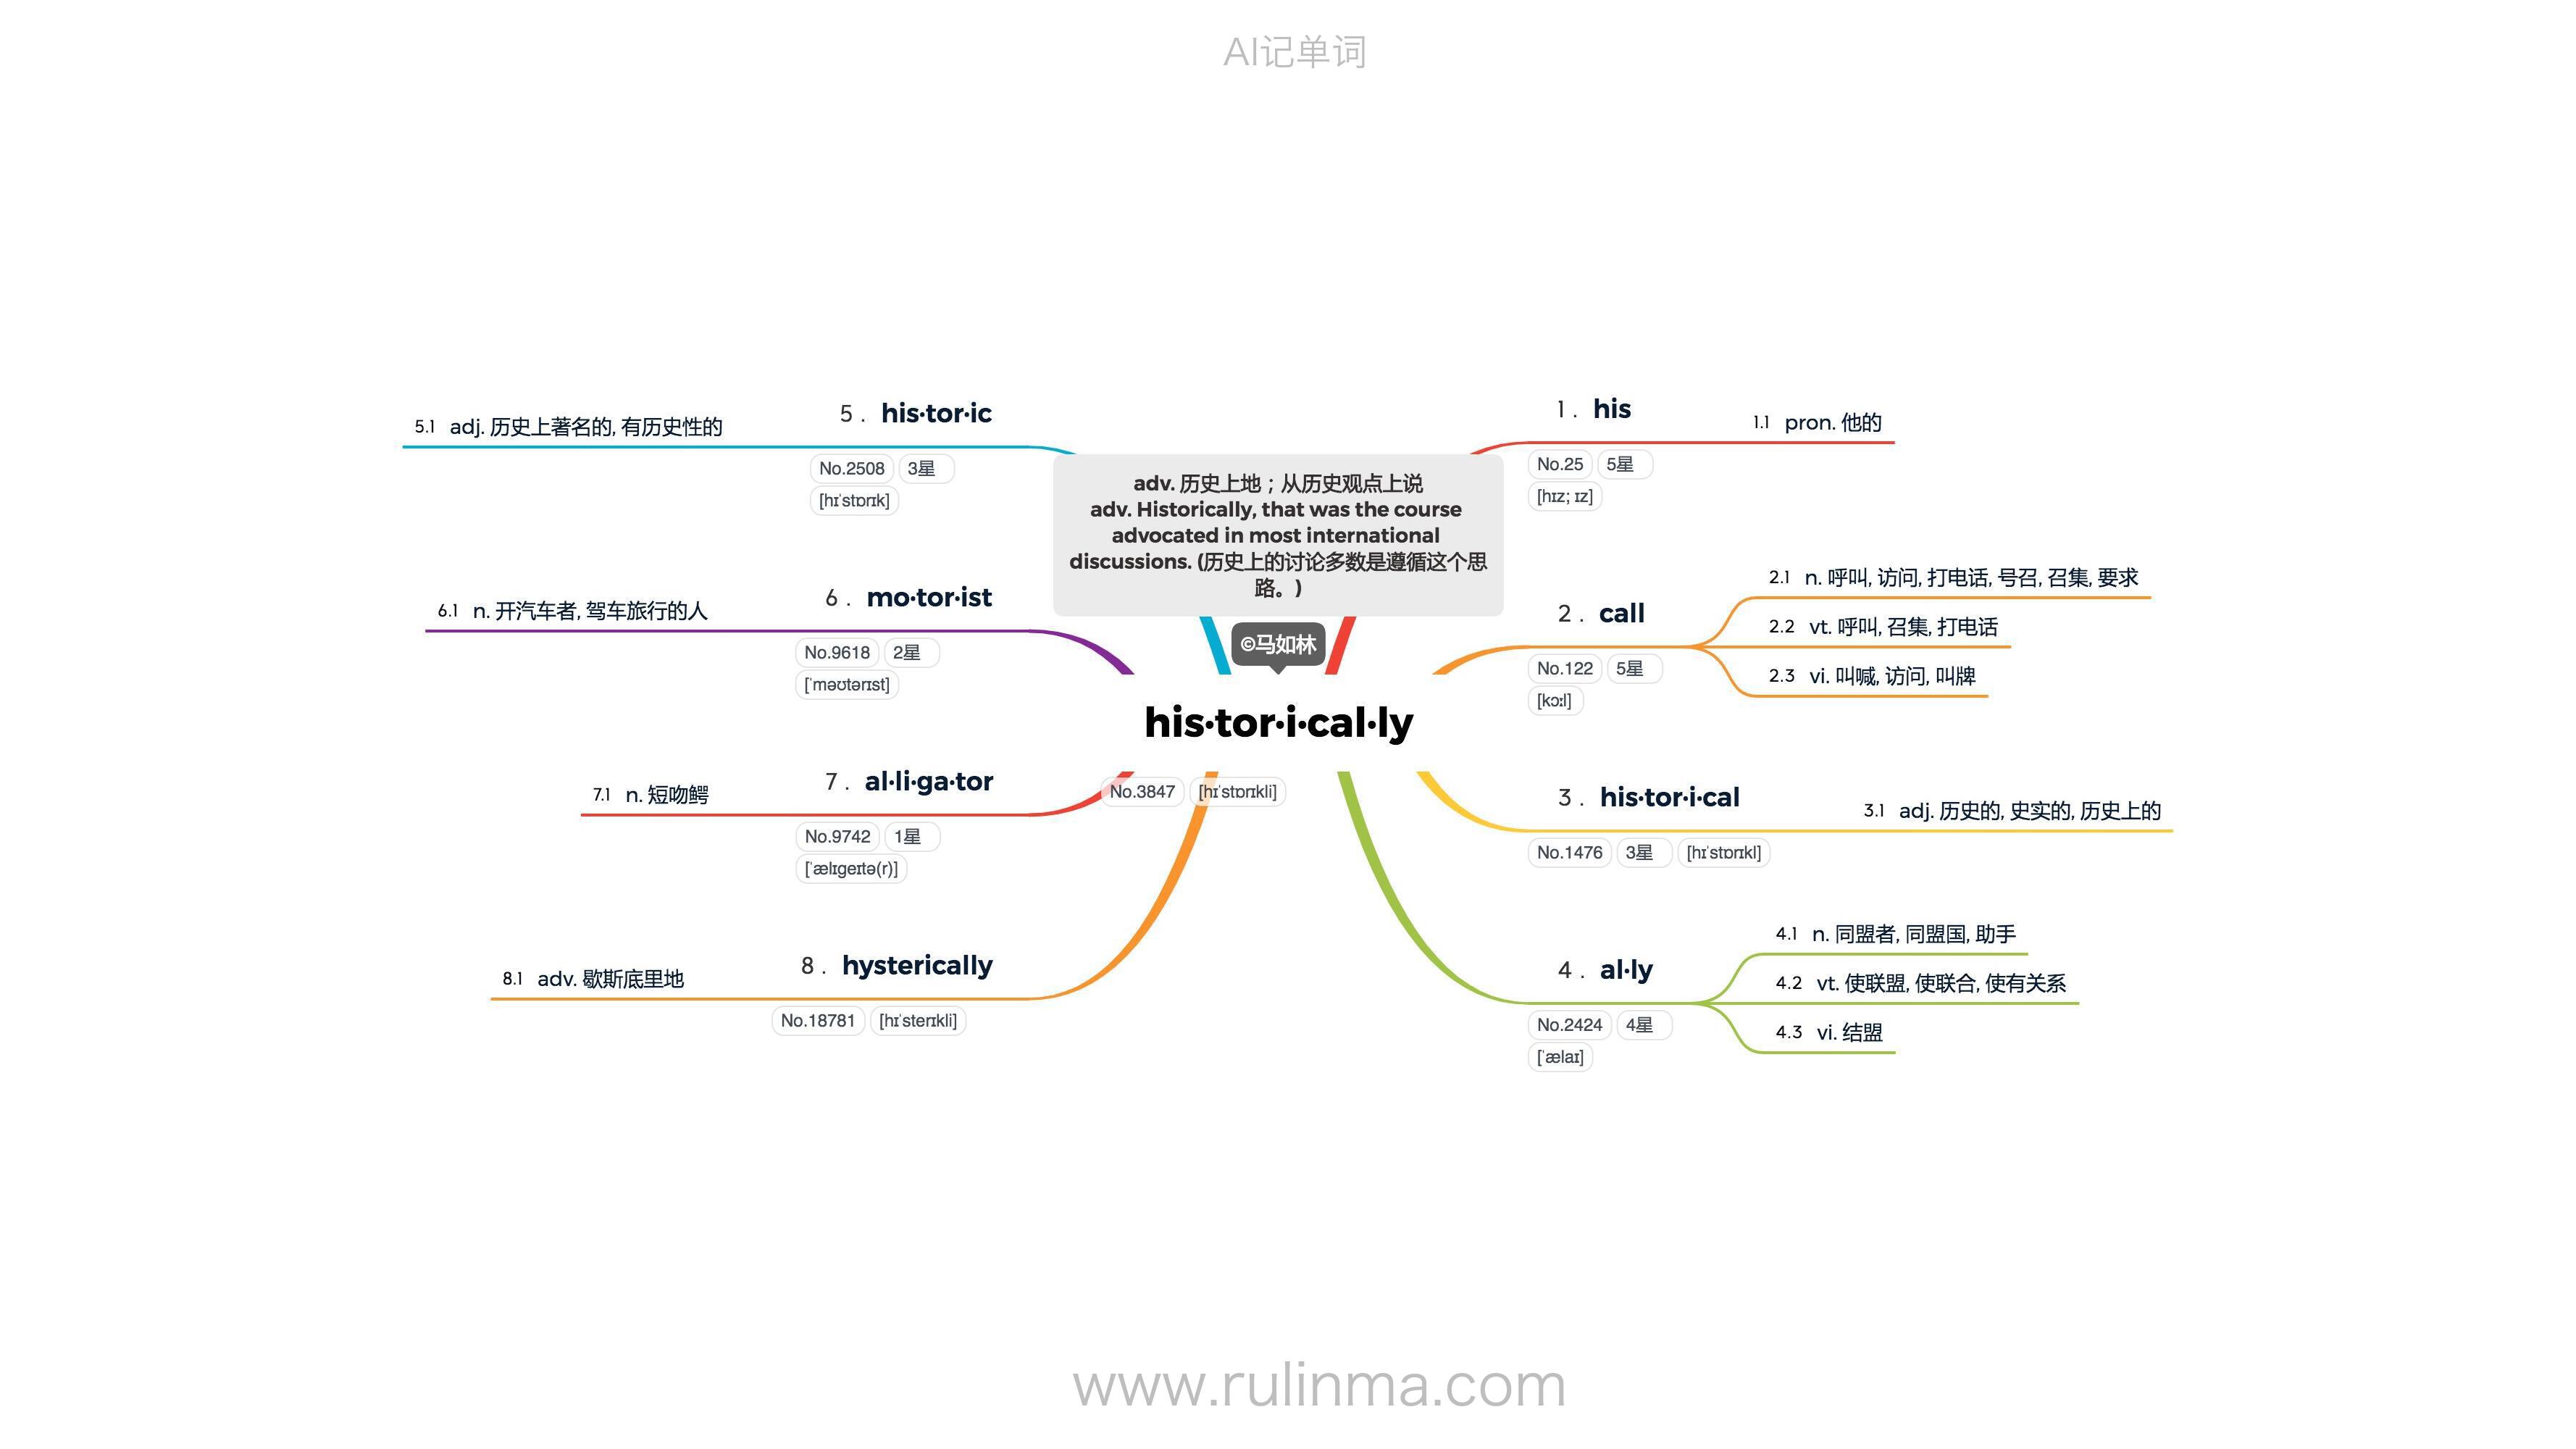 AI记单词
adv. 历史上地；从历史观点上说
adv. Historically, that was the course
advocated in most international
discussions. (历史上的讨论多数是遵循这个思
路。)
©马如林
his·tor·i·cal·ly
No.3847 [hɪˈstɒrɪkli]
1 . his
1.1 pron. 他的
No.25 5星
[hɪz; ɪz]
2 . call
2.1 n. 呼叫, 访问, 打电话, 号召, 召集, 要求
2.2 vt. 呼叫, 召集, 打电话
2.3 vi. 叫喊, 访问, 叫牌
No.122 5星
[kɔːl]
3 . his·tor·i·cal
3.1 adj. 历史的, 史实的, 历史上的
No.1476 3星 [hɪˈstɒrɪkl]
4 . al·ly
4.1 n. 同盟者, 同盟国, 助手
4.2 vt. 使联盟, 使联合, 使有关系
4.3 vi. 结盟
No.2424 4星
[ˈælaɪ]
5 . his·tor·ic
5.1 adj. 历史上著名的, 有历史性的
No.2508 3星
[hɪˈstɒrɪk]
6 . mo·tor·ist
6.1 n. 开汽车者, 驾车旅行的人
No.9618 2星
[ˈməʊtərɪst]
7 . al·li·ga·tor
7.1 n. 短吻鳄
No.9742 1星
[ˈælɪɡeɪtə(r)]
8 . hysterically
8.1 adv. 歇斯底里地
No.18781 [hɪˈsterɪkli]
www.rulinma.com